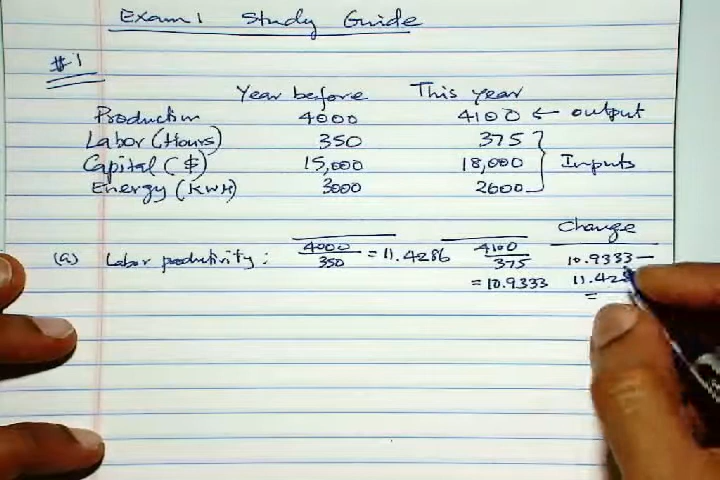 Exam 1 Study Guide
#1
Year before This year
Production 4000 4100 ← output
Labor (Hours) 350 375
Capital ($) 15,000 18,000 Inputs
Energy (KWH) 3000 2600
Change
(a) Labor productivity: 4000/350 = 11.4286 4100/375 10.9333 —
= 10.9333 11.428
=